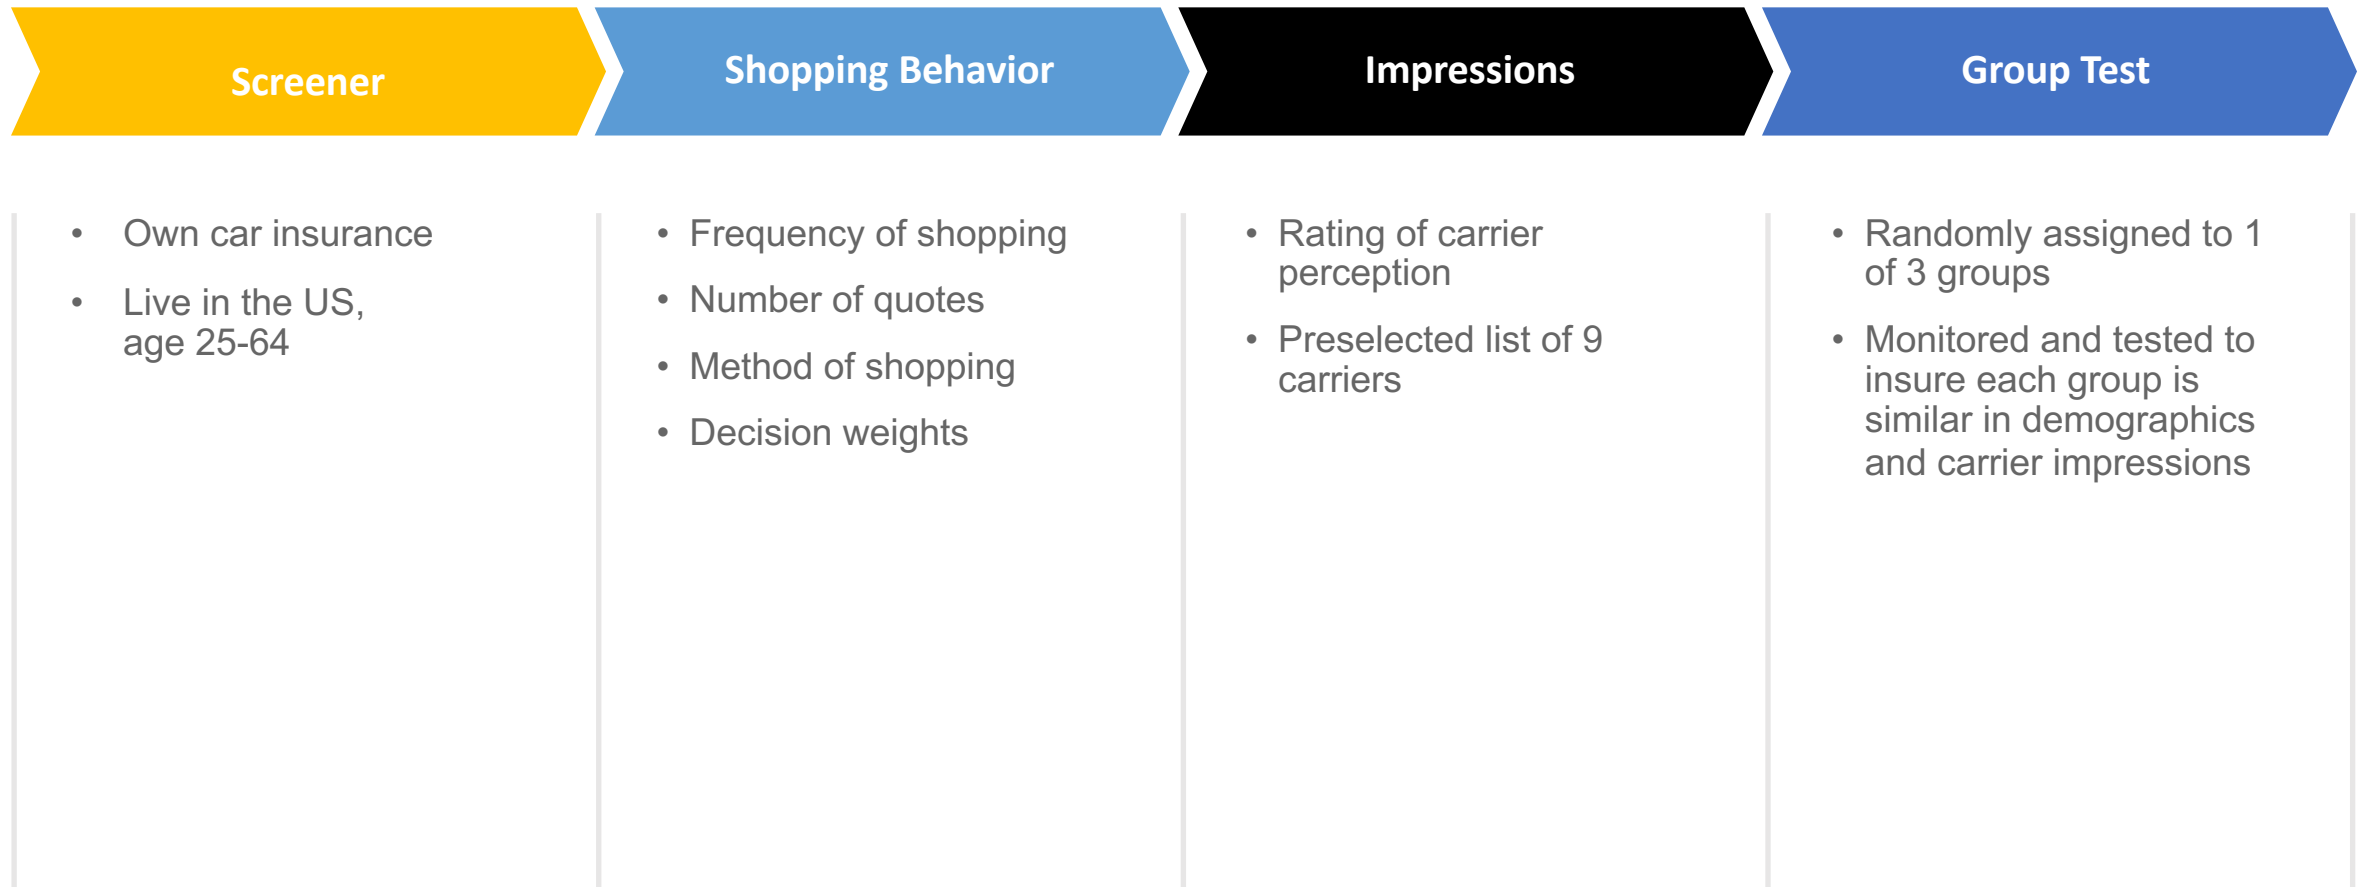 Screener
Shopping Behavior
Impressions
Group Test
• Own car insurance
• Live in the US,
age 25-64
• Frequency of shopping
• Number of quotes
• Method of shopping
• Decision weights
• Rating of carrier
perception
• Preselected list of 9
carriers
• Randomly assigned to 1
of 3 groups
• Monitored and tested to
insure each group is
similar in demographics
and carrier impressions